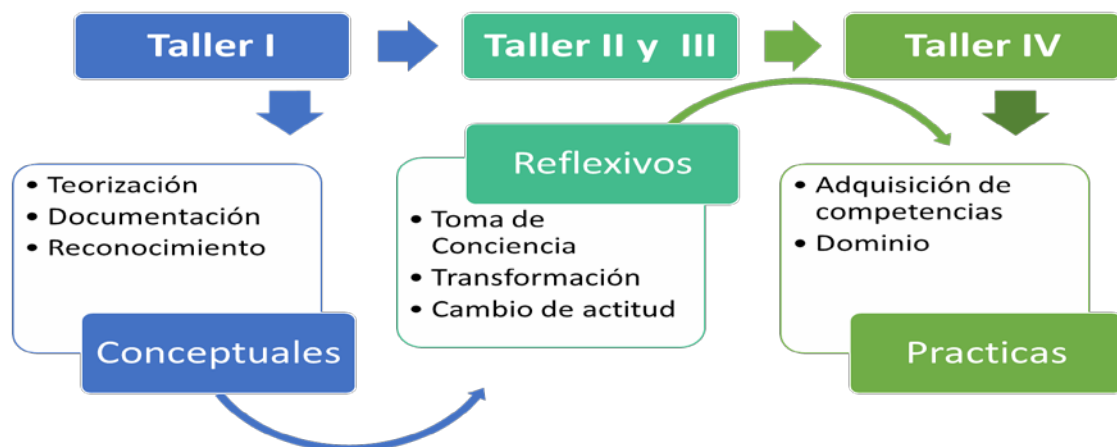 Taller I
Taller II y III
Taller IV
• Teorización
• Documentación
• Reconocimiento
Conceptuales
Reflexivos
• Toma de
Conciencia
• Transformación
• Cambio de actitud
• Adquisición de
competencias
• Dominio
Practicas